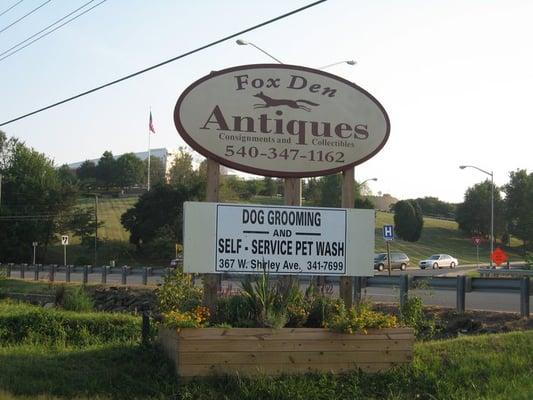 Fox Den
Antiques
Consignments and Collectibles
540-347-1162
DOG GROOMING
AND
SELF - SERVICE PET WASH
367 W. Shirley Ave. 341-7699
7
H